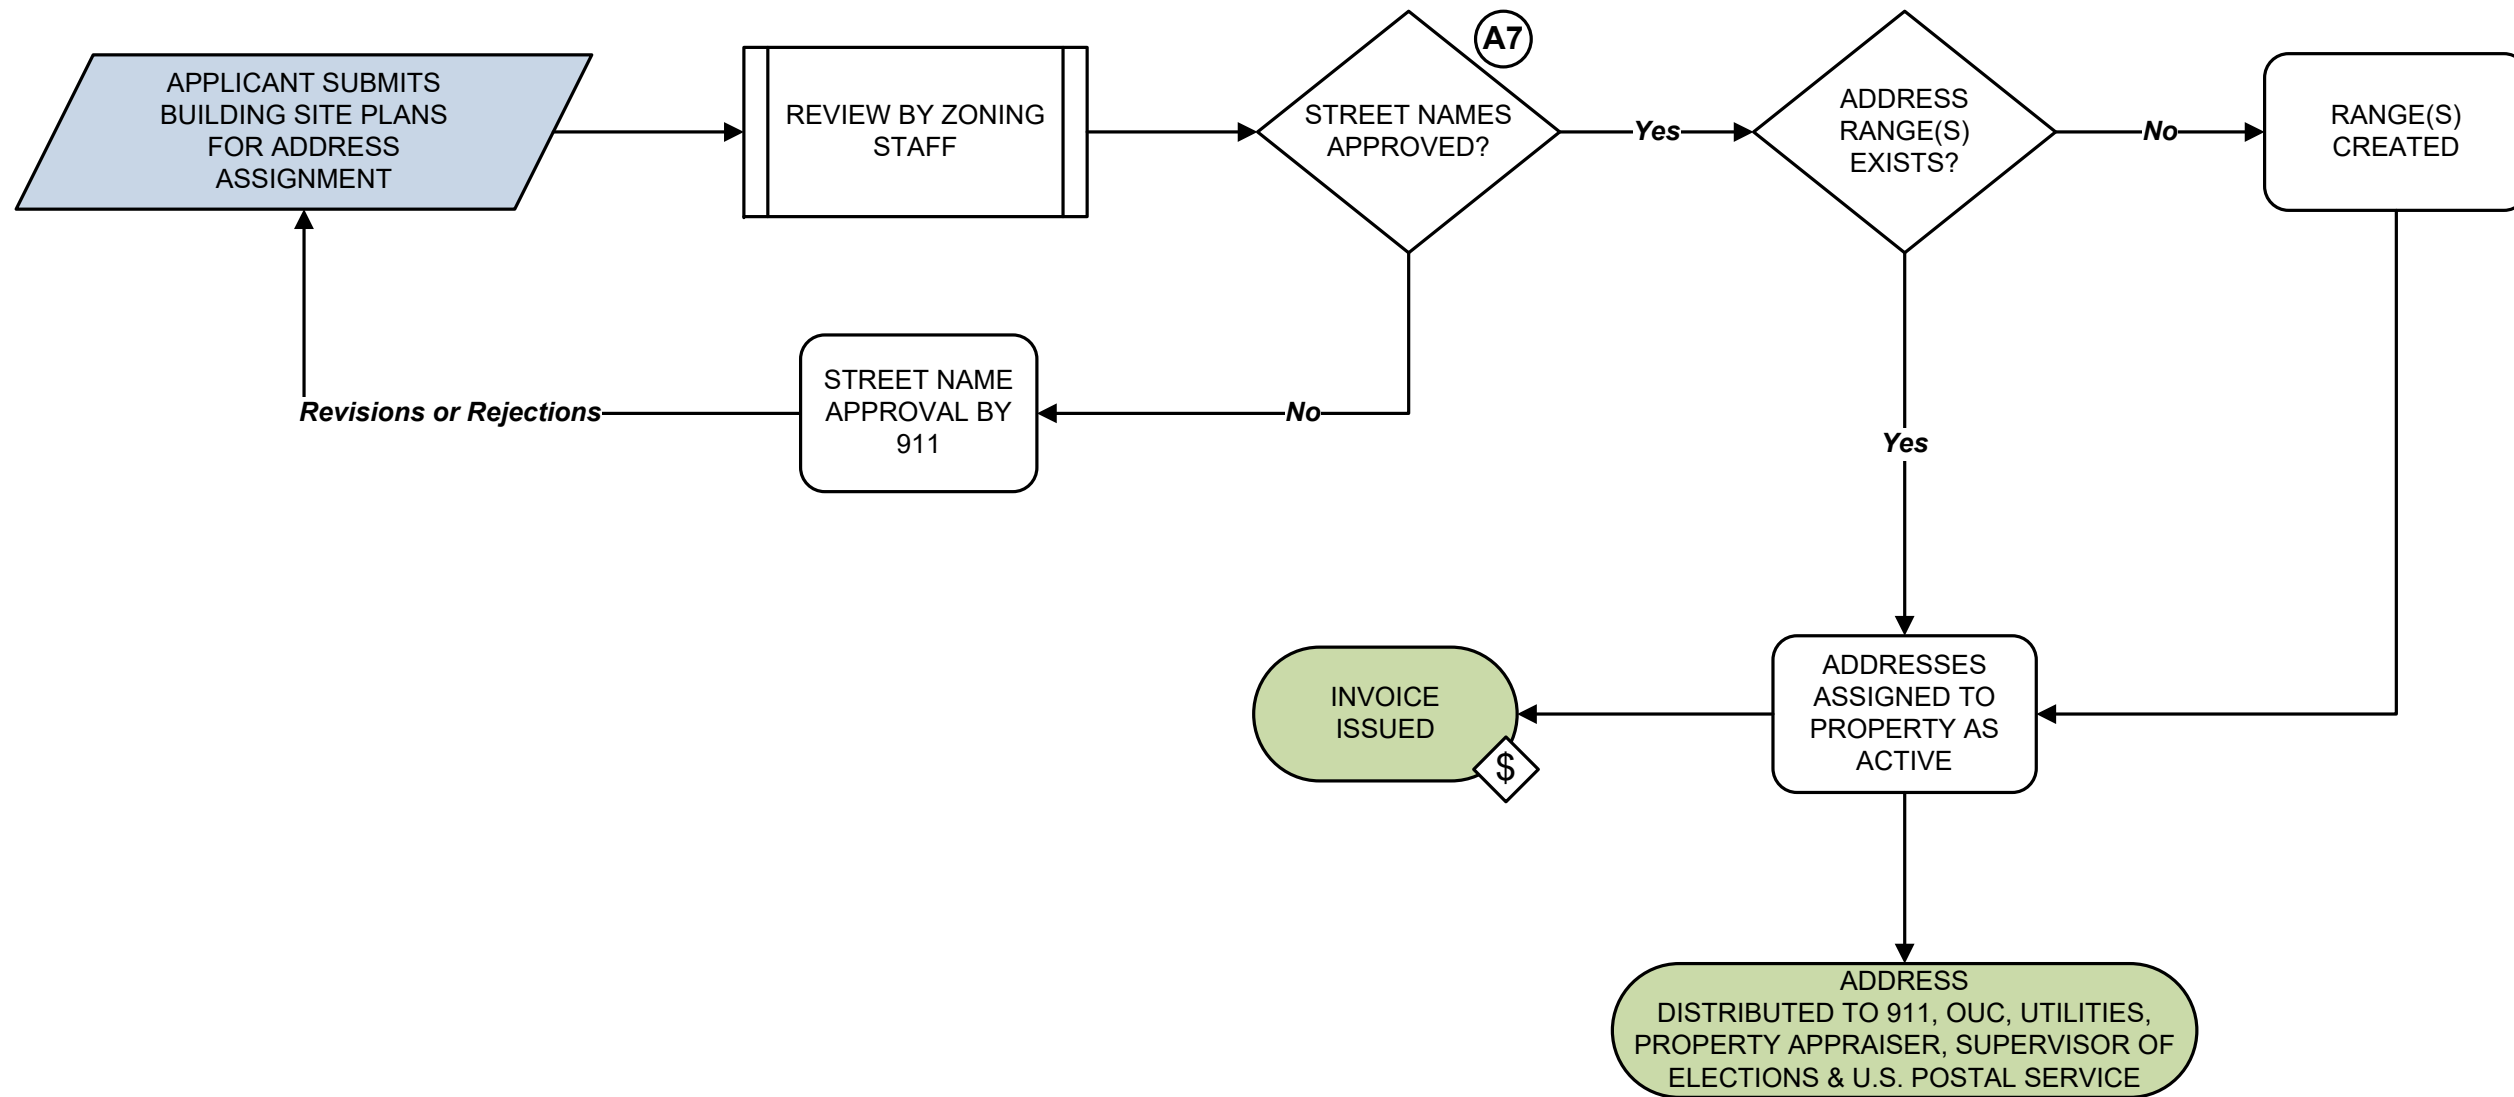 APPLICANT SUBMITS
BUILDING SITE PLANS
FOR ADDRESS
ASSIGNMENT
REVIEW BY ZONING
STAFF
A7
STREET NAMES
APPROVED?
Yes
ADDRESS
RANGE(S)
EXISTS?
No
RANGE(S)
CREATED
No
STREET NAME
APPROVAL BY
911
Revisions or Rejections
Yes
ADDRESSES
ASSIGNED TO
PROPERTY AS
ACTIVE
INVOICE
ISSUED
$
ADDRESS
DISTRIBUTED TO 911, OUC, UTILITIES,
PROPERTY APPRAISER, SUPERVISOR OF
ELECTIONS & U.S. POSTAL SERVICE